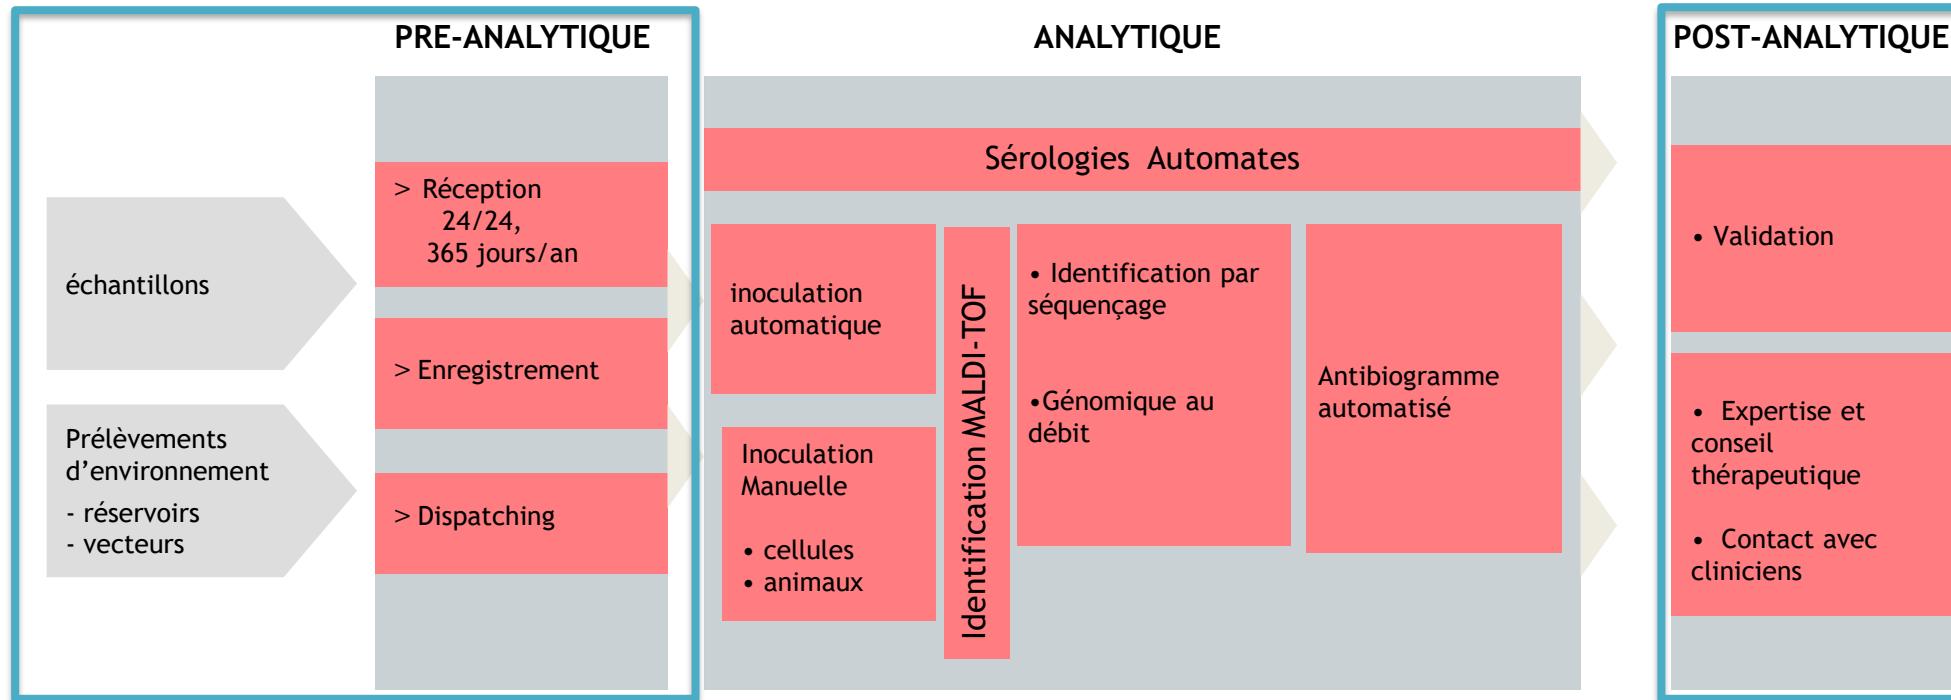 PRE-ANALYTIQUE
ANALYTIQUE
POST-ANALYTIQUE
échantillons
Prélèvements
d’environnement
- réservoirs
- vecteurs
> Réception
24/24,
365 jours/an
> Enregistrement
> Dispatching
Sérologies Automates
inoculation
automatique
Inoculation
Manuelle
• cellules
• animaux
Identification MALDI-TOF
• Identification par
séquençage
•Génomique au
débit
Antibiogramme
automatisé
• Validation
• Expertise et
conseil
thérapeutique
• Contact avec
cliniciens